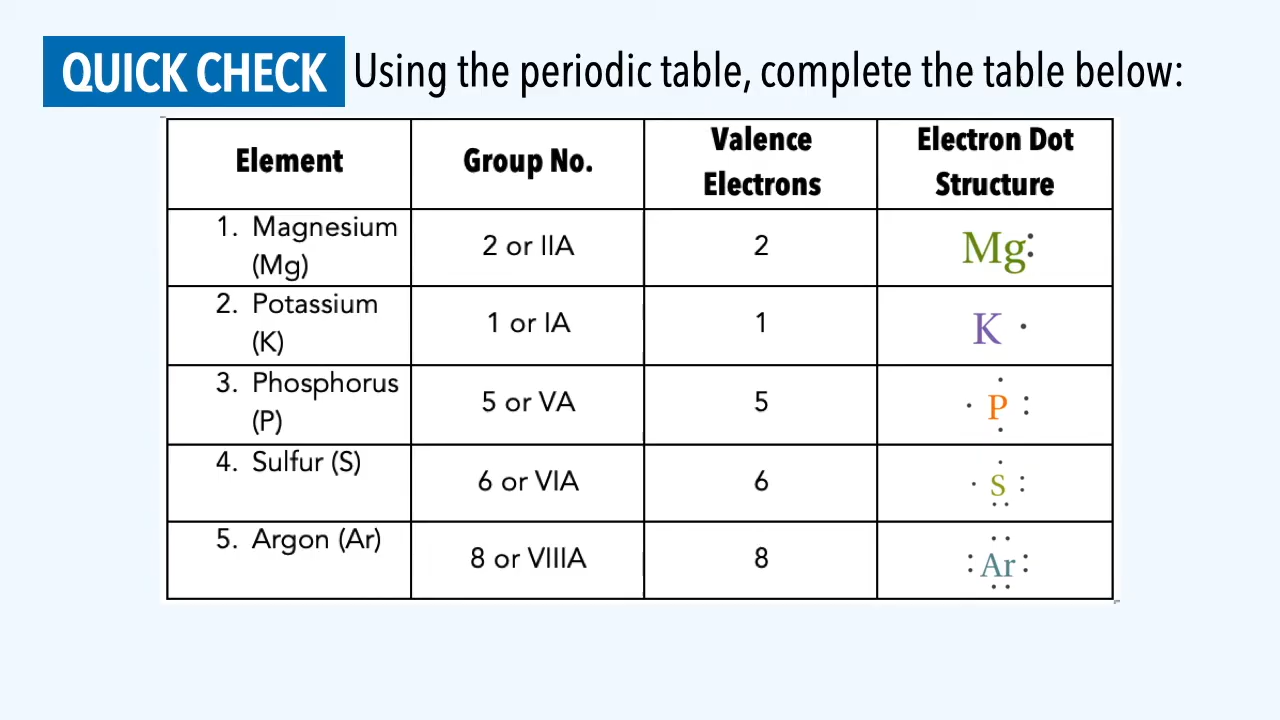 QUICK CHECK Using the periodic table, complete the table below:
Element Group No. Valence Electrons Electron Dot Structure
1. Magnesium (Mg) 2 or IIA 2 Mg
2. Potassium (K) 1 or IA 1 K
3. Phosphorus (P) 5 or VA 5 P
4. Sulfur (S) 6 or VIA 6 S
5. Argon (Ar) 8 or VIIIA 8 Ar